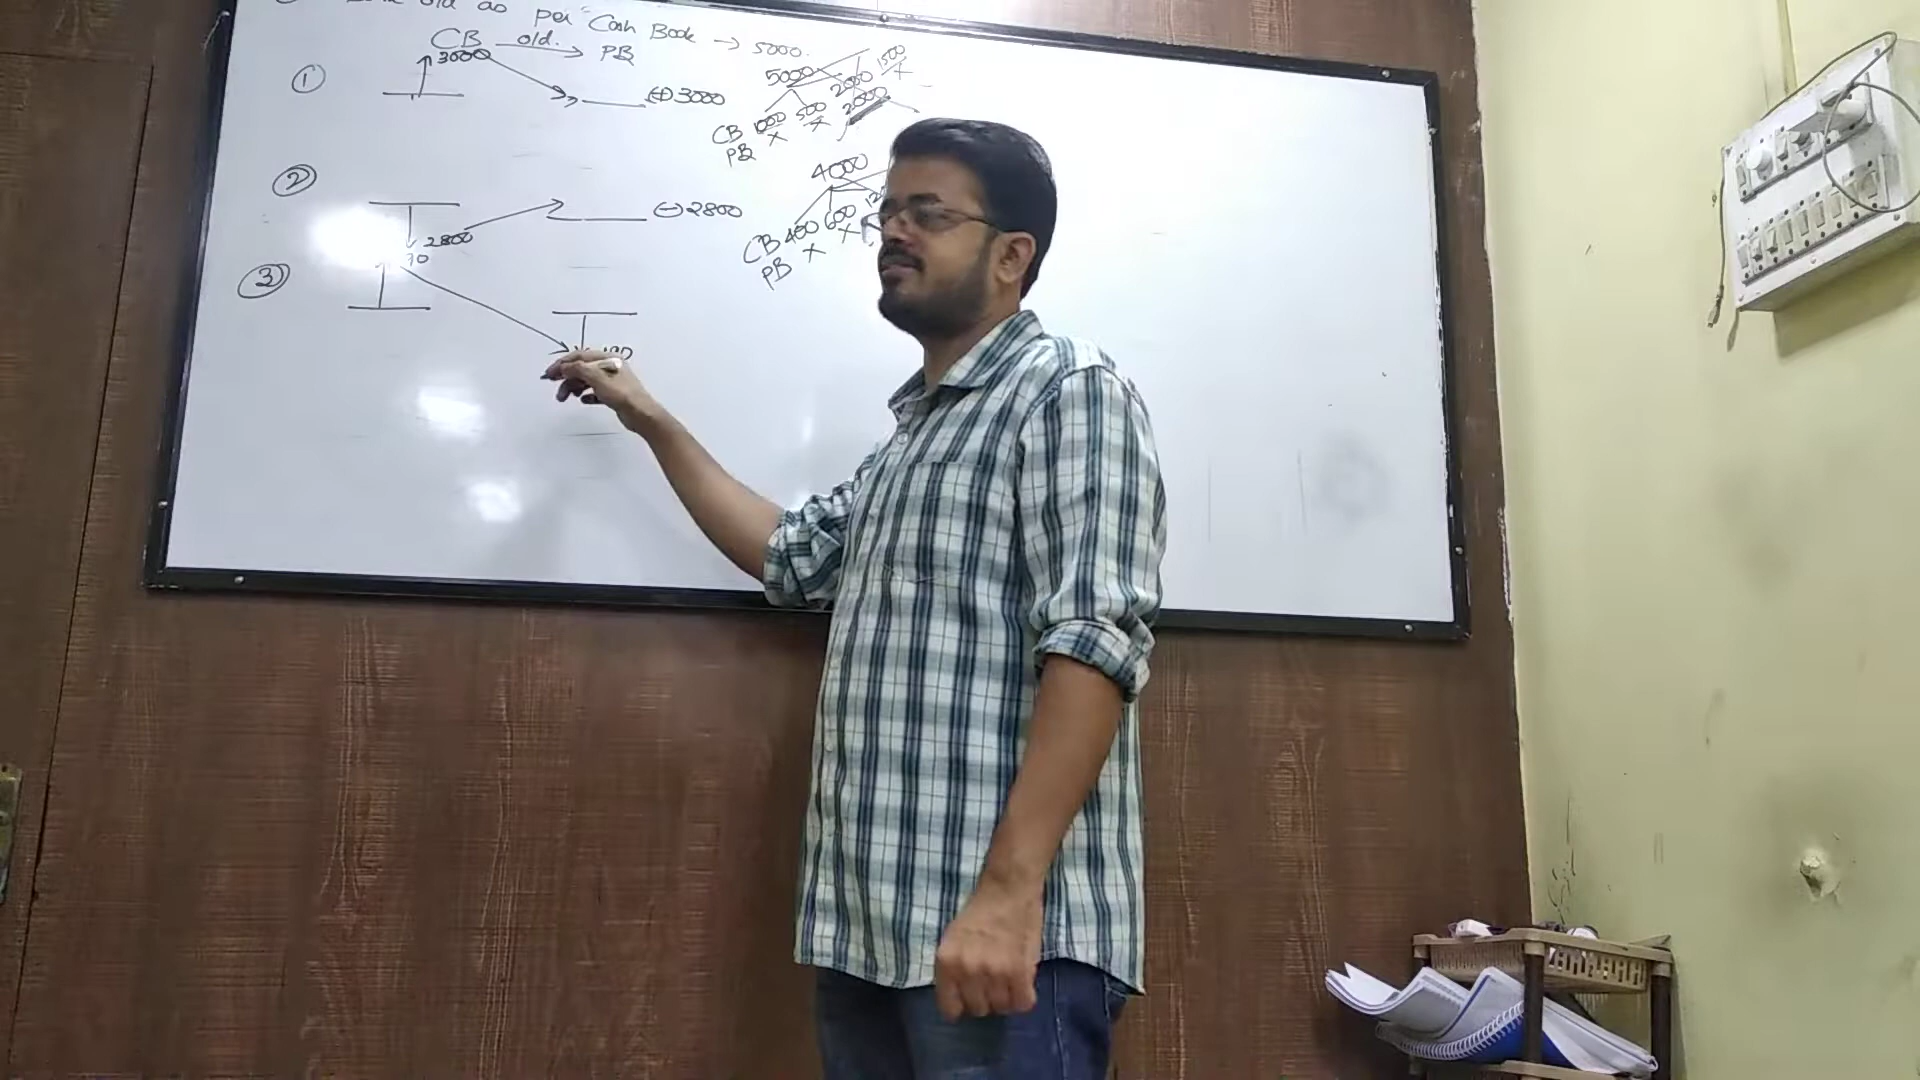 as per Cash Book → 5000
CB old. → PB
① 3000 (+) 3000
5000 2000 1500
CB 1000 500 2000
PB x x x
② 2800 (-) 2800
4000
CB 400 600
PB x x
③